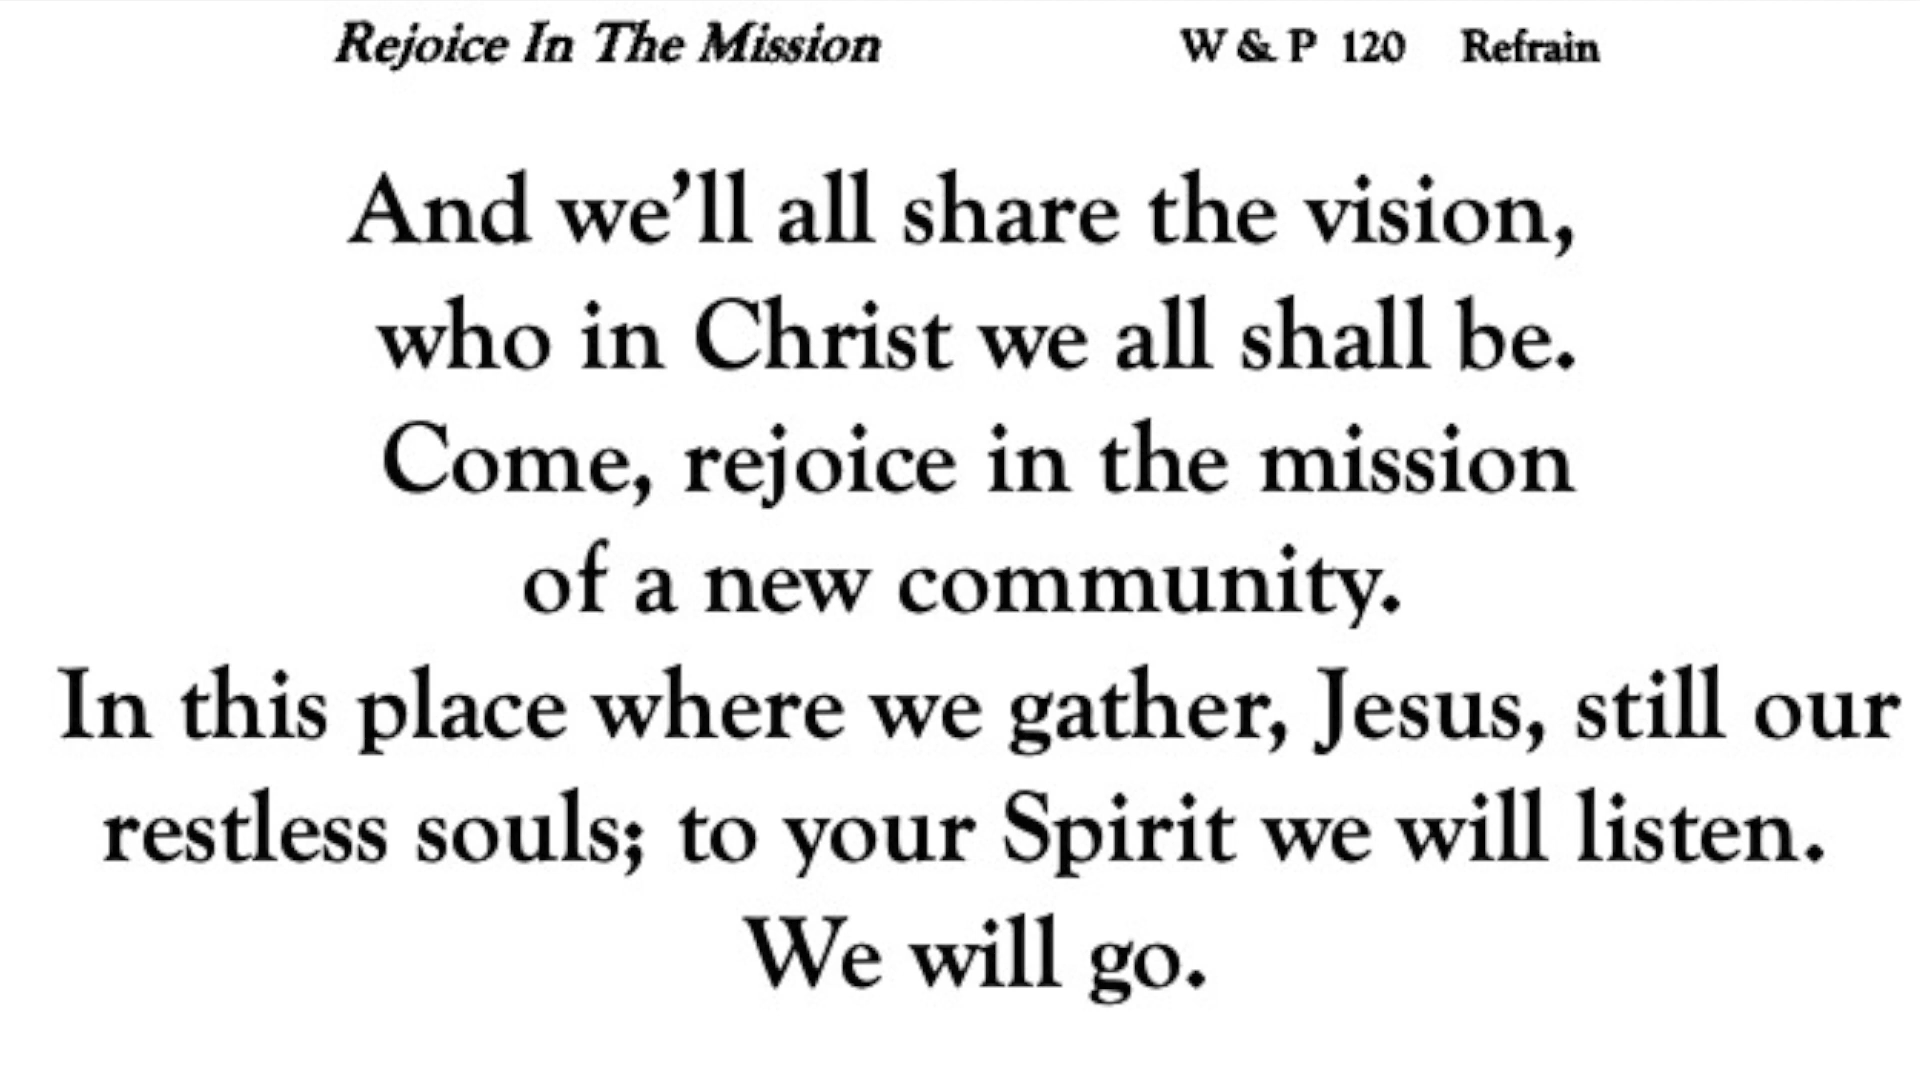 Rejoice In The Mission W & P 120 Refrain
And we’ll all share the vision,
who in Christ we all shall be.
Come, rejoice in the mission
of a new community.
In this place where we gather, Jesus, still our
restless souls; to your Spirit we will listen.
We will go.